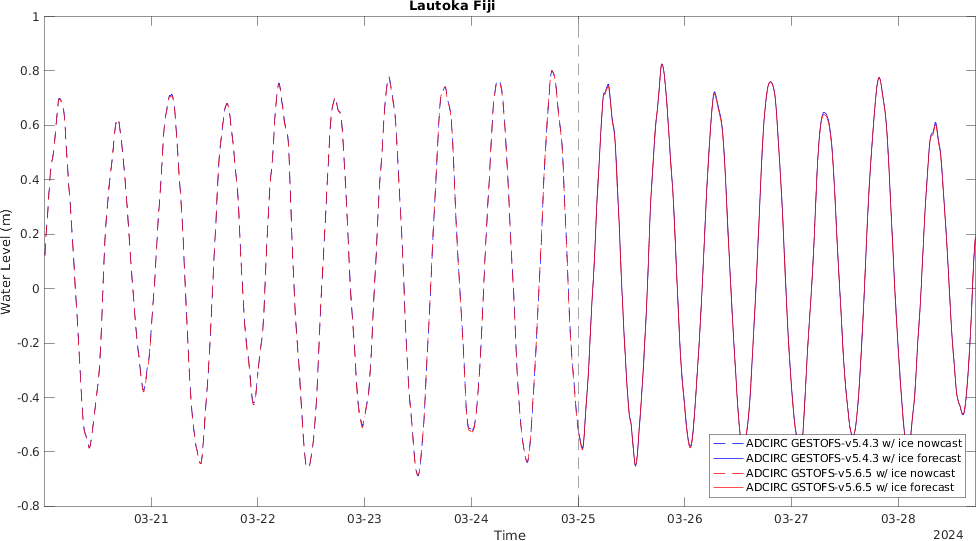 Lautoka Fiji
1
0.8
0.6
0.4
0.2
0
-0.2
-0.4
-0.6
-0.8
Water Level (m)
03-21 03-22 03-23 03-24 03-25 03-26 03-27 03-28
Time
2024
ADCIRC GESTOFS-v5.4.3 w/ ice nowcast
ADCIRC GESTOFS-v5.4.3 w/ ice forecast
ADCIRC GSTOFS-v5.6.5 w/ ice nowcast
ADCIRC GSTOFS-v5.6.5 w/ ice forecast